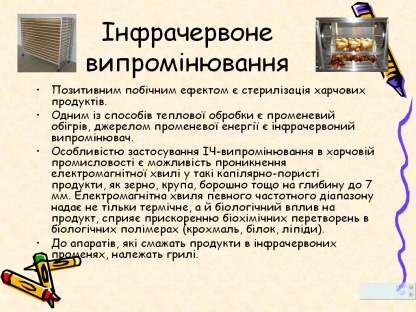 Інфрачервоне
випромінювання
• Позитивним побічним ефектом є стерилізація харчових
продуктів.
• Одним із способів теплової обробки є променевий
обігрів, джерелом променевої енергії є інфрачервоний
випромінювач.
• Особливістю застосування ІЧ-випромінювання в харчовій
промисловості є можливість проникнення
електромагнітної хвилі у такі капілярно-пористі
продукти, як зерно, крупа, борошно тощо на глибину до 7
мм. Електромагнітна хвиля певного частотного діапазону
надає не тільки термічне, а й біологічний вплив на
продукт, сприяє прискоренню біохімічних перетворень в
біологічних полімерах (крохмаль, білок, ліпіди).
• До апаратів, які смажать продукти в інфрачервоних
променях, належать грилі.